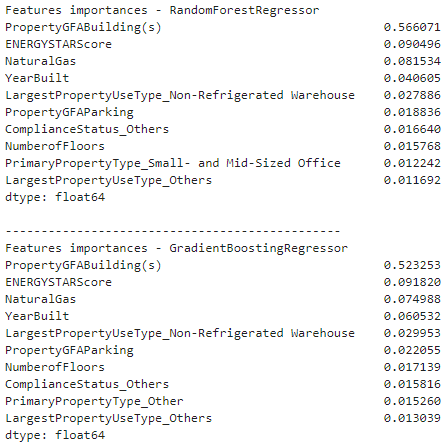 Features importances - RandomForestRegressor
PropertyGFABuilding(s) 0.566071
ENERGYSTARScore 0.090496
NaturalGas 0.081534
YearBuilt 0.040605
LargestPropertyUseType_Non-Refrigerated Warehouse 0.027886
PropertyGFAParking 0.018836
ComplianceStatus_Others 0.016640
NumberofFloors 0.015768
PrimaryPropertyType_Small- and Mid-Sized Office 0.012242
LargestPropertyUseType_Others 0.011692
dtype: float64
-----------------------------------------------
Features importances - GradientBoostingRegressor
PropertyGFABuilding(s) 0.523253
ENERGYSTARScore 0.091820
NaturalGas 0.074988
YearBuilt 0.060532
LargestPropertyUseType_Non-Refrigerated Warehouse 0.029953
PropertyGFAParking 0.022055
NumberofFloors 0.017139
ComplianceStatus_Others 0.015816
PrimaryPropertyType_Other 0.015260
LargestPropertyUseType_Others 0.013039
dtype: float64